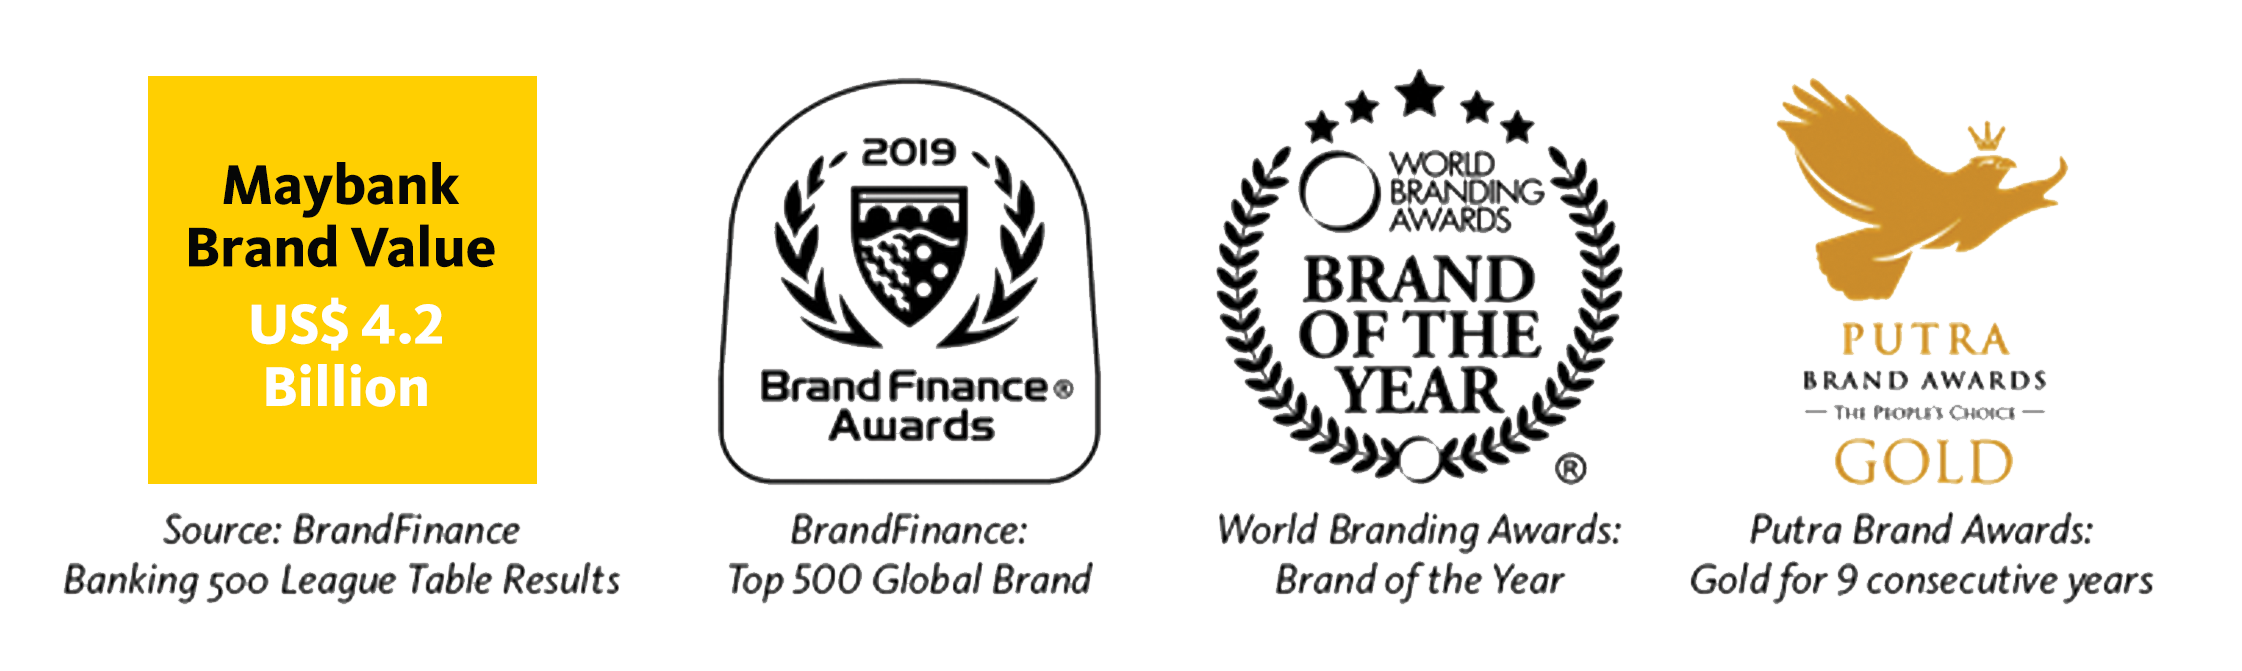 Maybank
Brand Value
US$ 4.2
Billion
Source: BrandFinance
Banking 500 League Table Results
2019
Brand Finance®
Awards
BrandFinance:
Top 500 Global Brand
WORLD
BRANDING
AWARDS
BRAND
OF THE
YEAR
®
World Branding Awards:
Brand of the Year
PUTRA
BRAND AWARDS
— THE PEOPLE'S CHOICE —
GOLD
Putra Brand Awards:
Gold for 9 consecutive years